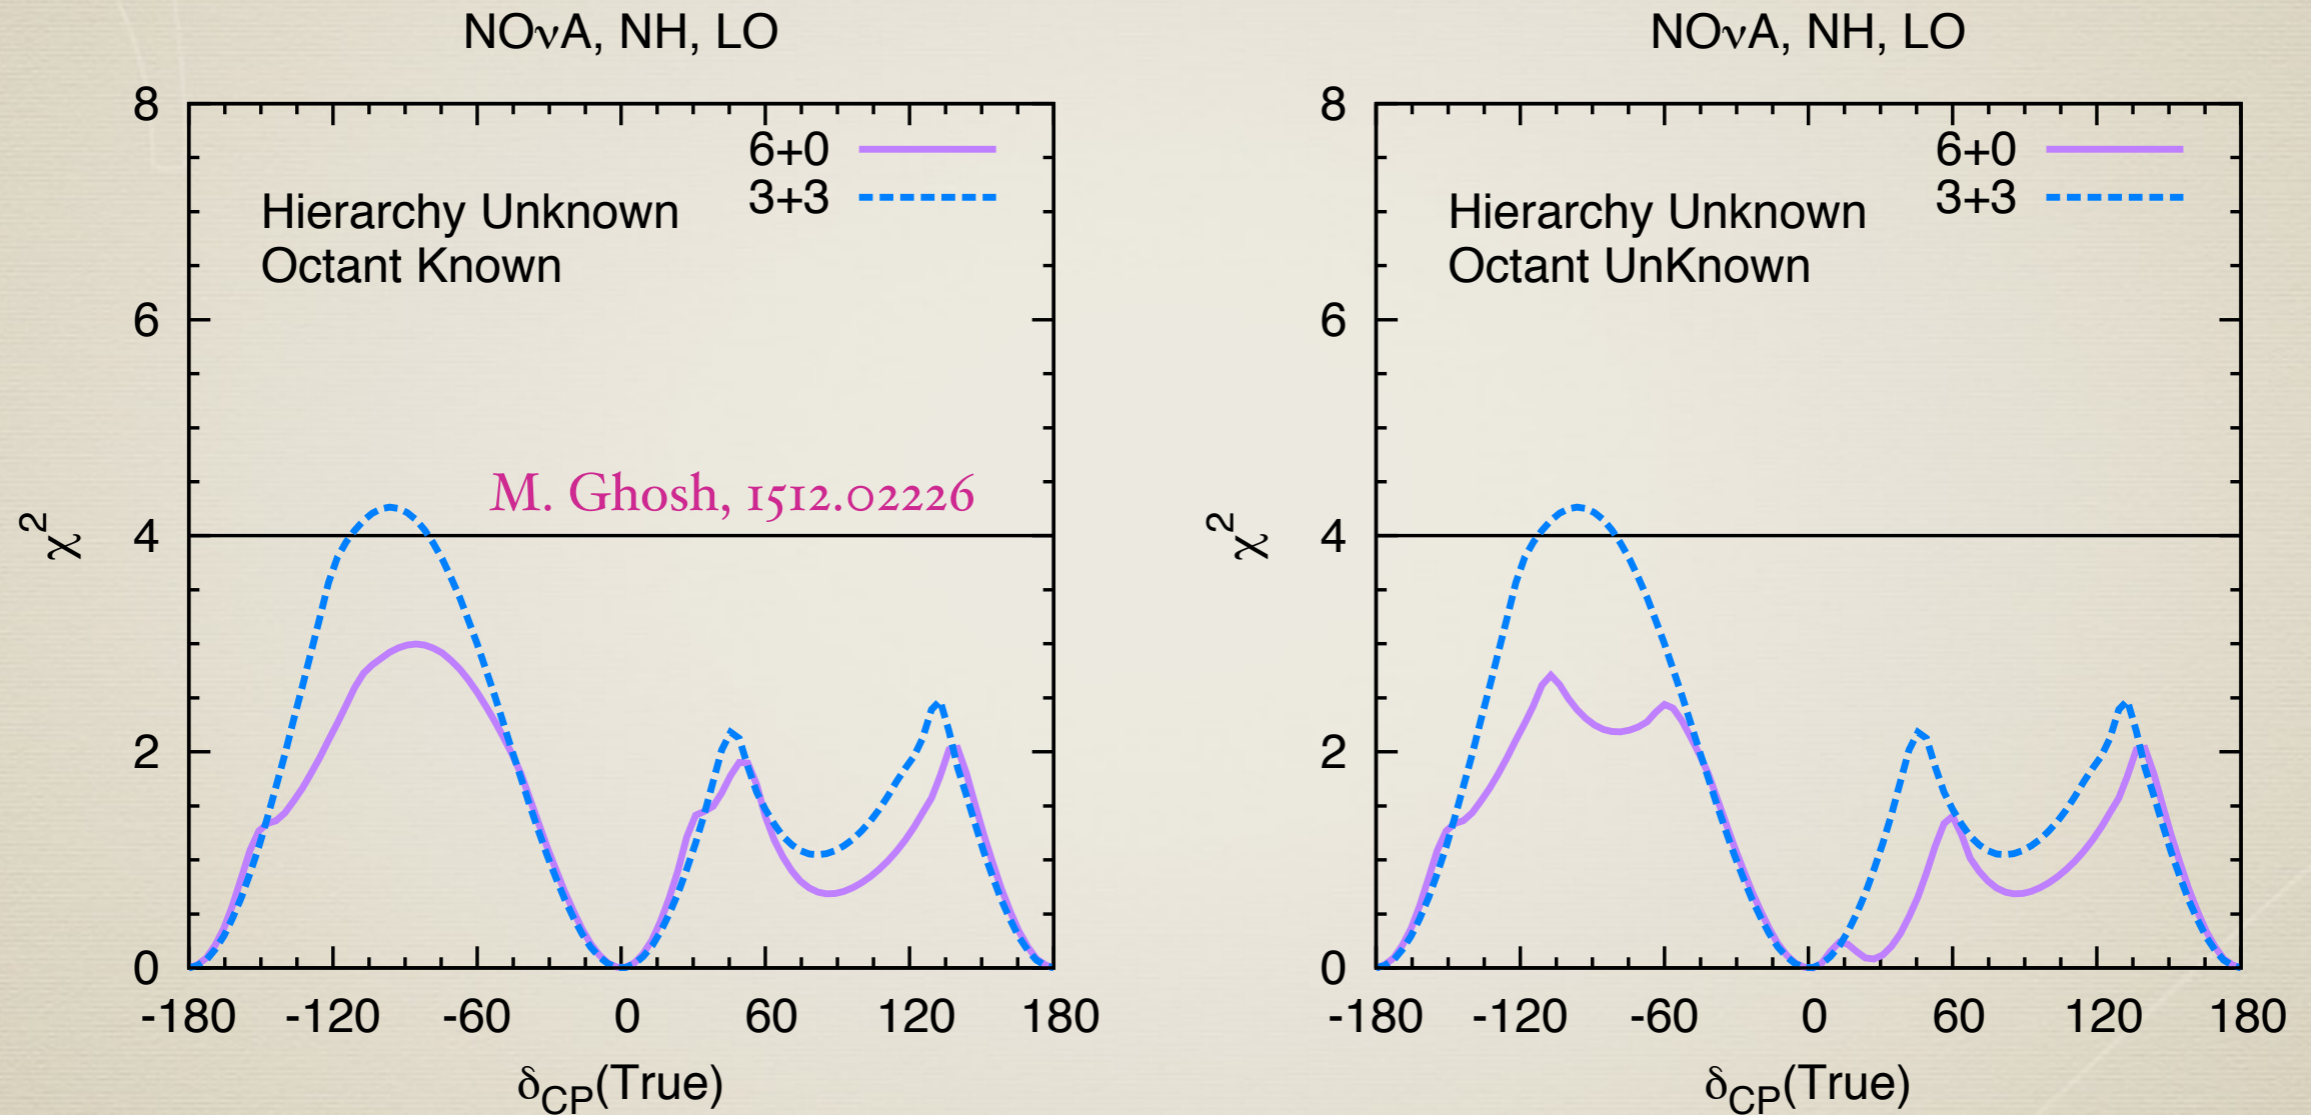 NOνA, NH, LO
8
6+0
3+3
Hierarchy Unknown
Octant Known
6
M. Ghosh, 1512.02226
4
χ2
2
0
-180 -120 -60 0 60 120 180
δCP(True)
NOνA, NH, LO
8
6+0
3+3
Hierarchy Unknown
Octant UnKnown
6
4
χ2
2
0
-180 -120 -60 0 60 120 180
δCP(True)